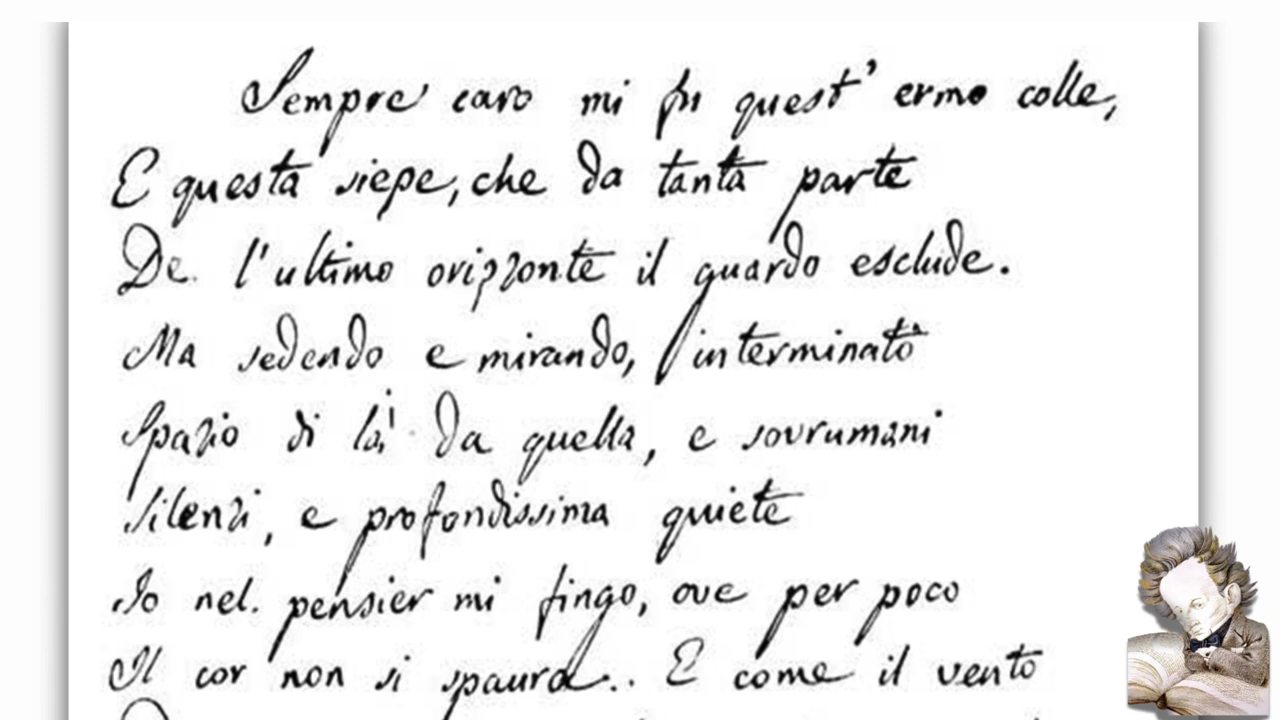 Sempre caro mi fu quest' ermo colle,
E questa siepe, che da tanta parte
De l'ultimo orizzonte il guardo esclude.
Ma sedendo e mirando, interminato
Spazio di là da quella, e sovrumani
Silenzi, e profondissima quiete
Io nel pensier mi fingo, ove per poco
Il cor non si spaura. E come il vento